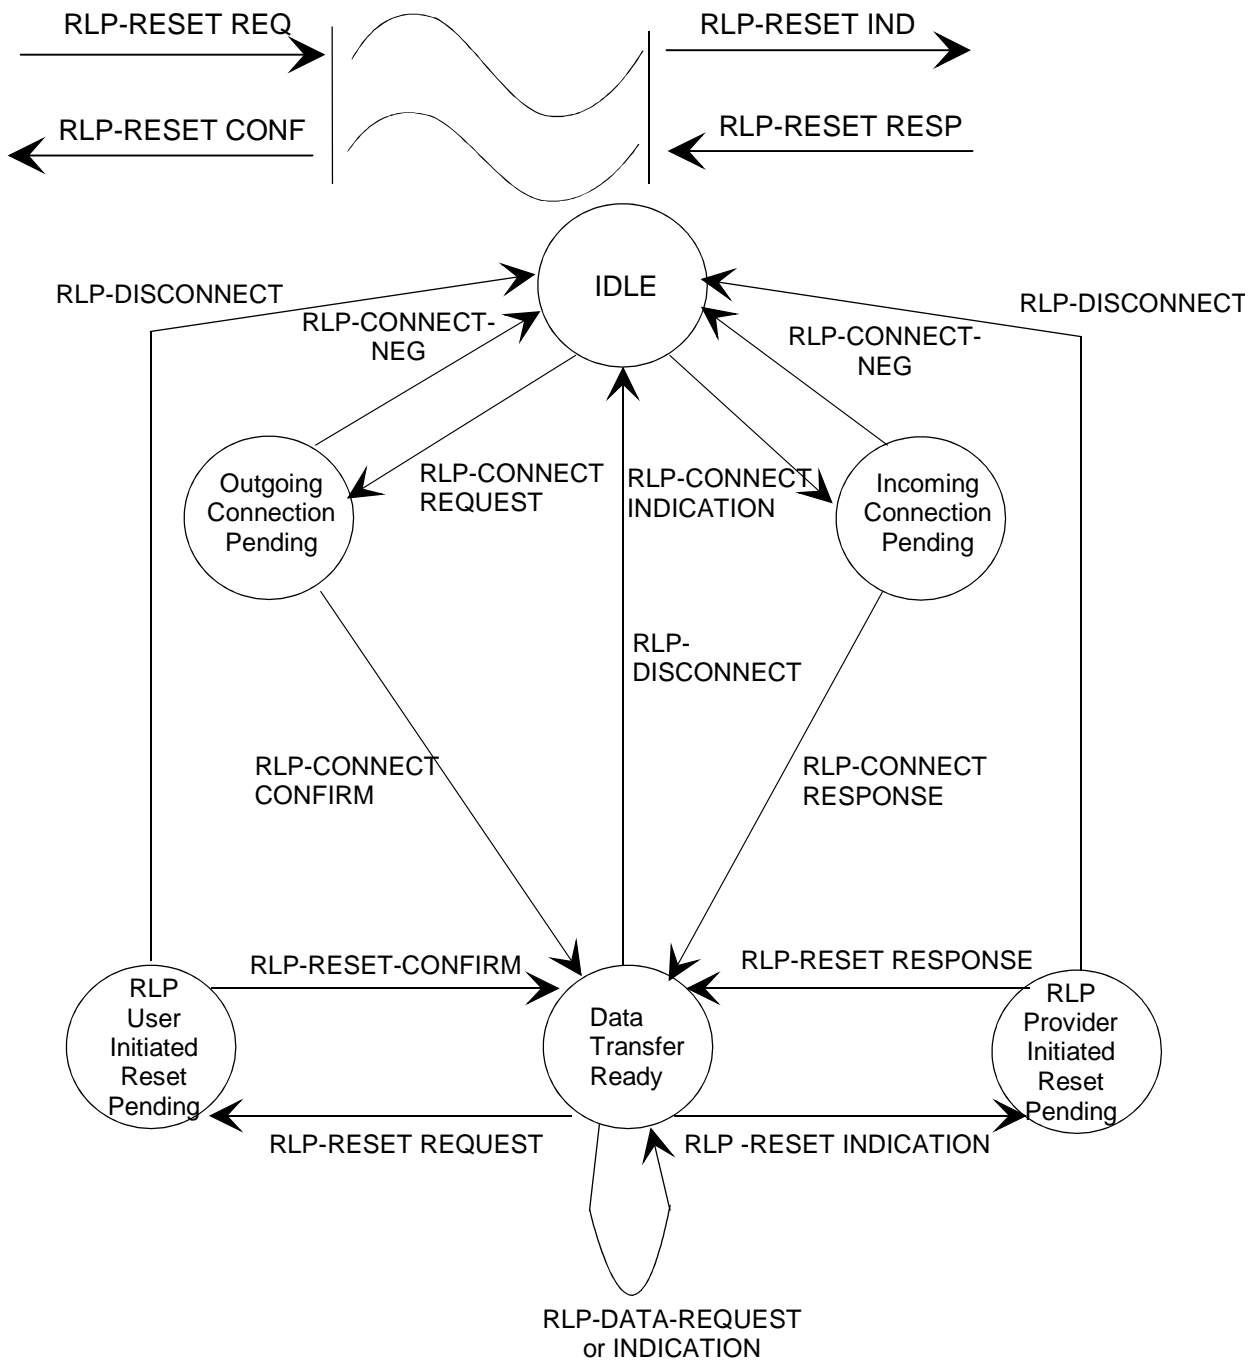 RLP-RESET REQ
RLP-RESET IND
RLP-RESET CONF
RLP-RESET RESP
IDLE
RLP-DISCONNECT
RLP-DISCONNECT
RLP-CONNECT-
NEG
RLP-CONNECT-
NEG
Outgoing
Connection
Pending
RLP-CONNECT
REQUEST
RLP-CONNECT
INDICATION
Incoming
Connection
Pending
RLP-
DISCONNECT
RLP-CONNECT
CONFIRM
RLP-CONNECT
RESPONSE
RLP-RESET-CONFIRM
RLP-RESET RESPONSE
RLP
User
Initiated
Reset
Pending
Data
Transfer
Ready
RLP
Provider
Initiated
Reset
Pending
RLP-RESET REQUEST
RLP -RESET INDICATION
RLP-DATA-REQUEST
or INDICATION